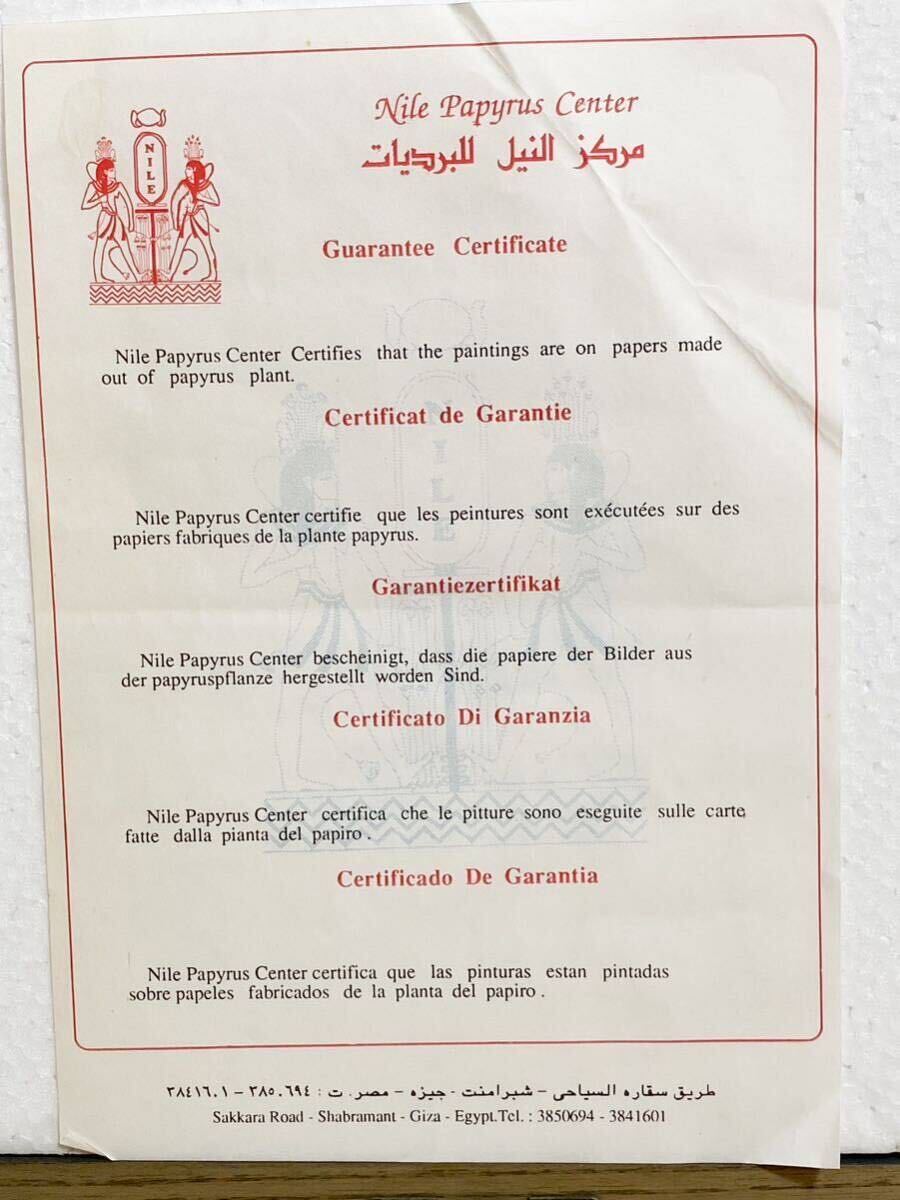 Nile Papyrus Center
مركز النيل للبرديات
NILE
Guarantee Certificate
Nile Papyrus Center Certifies that the paintings are on papers made
out of papyrus plant.
Certificat de Garantie
Nile Papyrus Center certifie que les peintures sont exécutées sur des
papiers fabriques de la plante papyrus.
Garantiezertifikat
Nile Papyrus Center bescheinigt, dass die papiere der Bilder aus
der papyruspflanze hergestellt worden Sind.
Certificato Di Garanzia
Nile Papyrus Center certifica che le pitture sono eseguite sulle carte
fatte dalla pianta del papiro .
Certificado De Garantia
Nile Papyrus Center certifica que las pinturas estan pintadas
sobre papeles fabricados de la planta del papiro .
NILE
طريق سقاره السياحى – شبرامنت - جيزه – مصر. ت : ٣٨٥٠٦٩٤ – ٣٨٤١٦٠١
Sakkara Road - Shabramant - Giza - Egypt.Tel. : 3850694 - 3841601